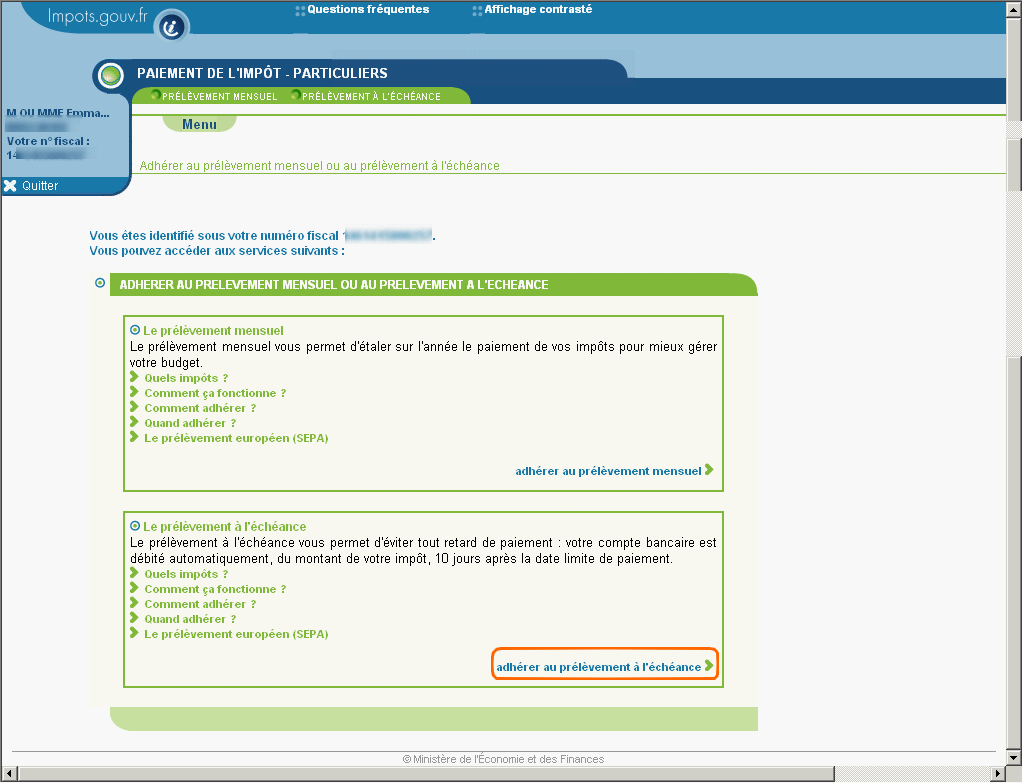 Impots.gouv.fr
Questions fréquentes
Affichage contrasté
PAIEMENT DE L'IMPÔT - PARTICULIERS
PRÉLÈVEMENT MENSUEL
PRÉLÈVEMENT À L'ÉCHÉANCE
Menu
M OU MME Emma...
Votre n° fiscal :
Quitter
Adhérer au prélèvement mensuel ou au prélèvement à l'échéance
Vous êtes identifié sous votre numéro fiscal
Vous pouvez accéder aux services suivants :
ADHERER AU PRELEVEMENT MENSUEL OU AU PRELEVEMENT A L'ECHEANCE
Le prélèvement mensuel
Le prélèvement mensuel vous permet d'étaler sur l'année le paiement de vos impôts pour mieux gérer
votre budget.
Quels impôts ?
Comment ça fonctionne ?
Comment adhérer ?
Quand adhérer ?
Le prélèvement européen (SEPA)
adhérer au prélèvement mensuel
Le prélèvement à l'échéance
Le prélèvement à l'échéance vous permet d'éviter tout retard de paiement : votre compte bancaire est
débité automatiquement, du montant de votre impôt, 10 jours après la date limite de paiement.
Quels impôts ?
Comment ça fonctionne ?
Comment adhérer ?
Quand adhérer ?
Le prélèvement européen (SEPA)
adhérer au prélèvement à l'échéance
© Ministère de l'Économie et des Finances